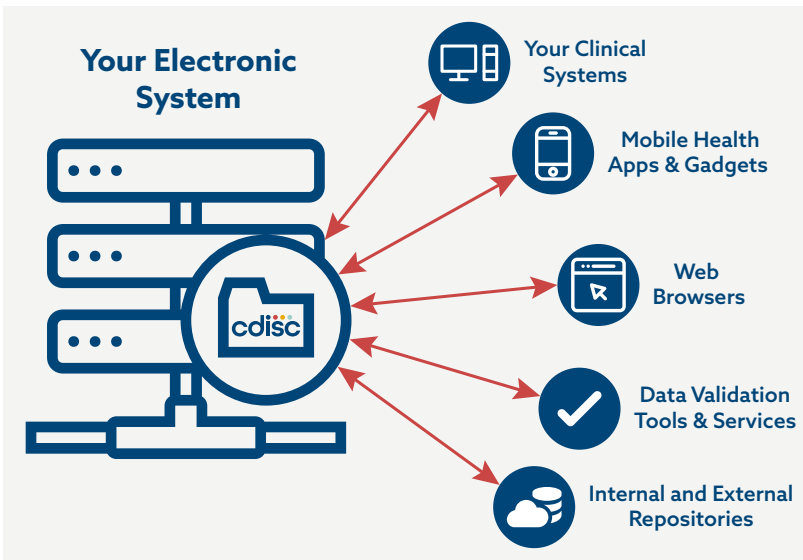 Your Electronic
System
Your Clinical
Systems
Mobile Health
Apps & Gadgets
Web
Browsers
cdisc
Data Validation
Tools & Services
Internal and External
Repositories